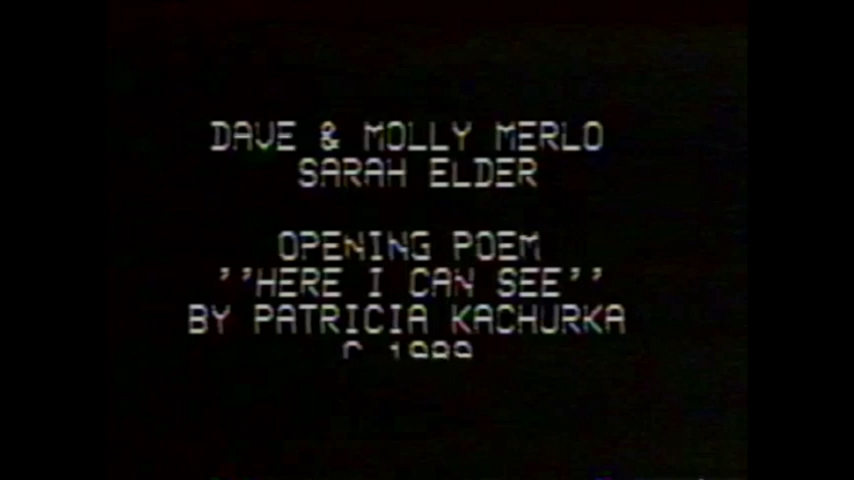 DAVE & MOLLY MERLO
SARAH ELDER
OPENING POEM
''HERE I CAN SEE''
BY PATRICIA KACHURKA